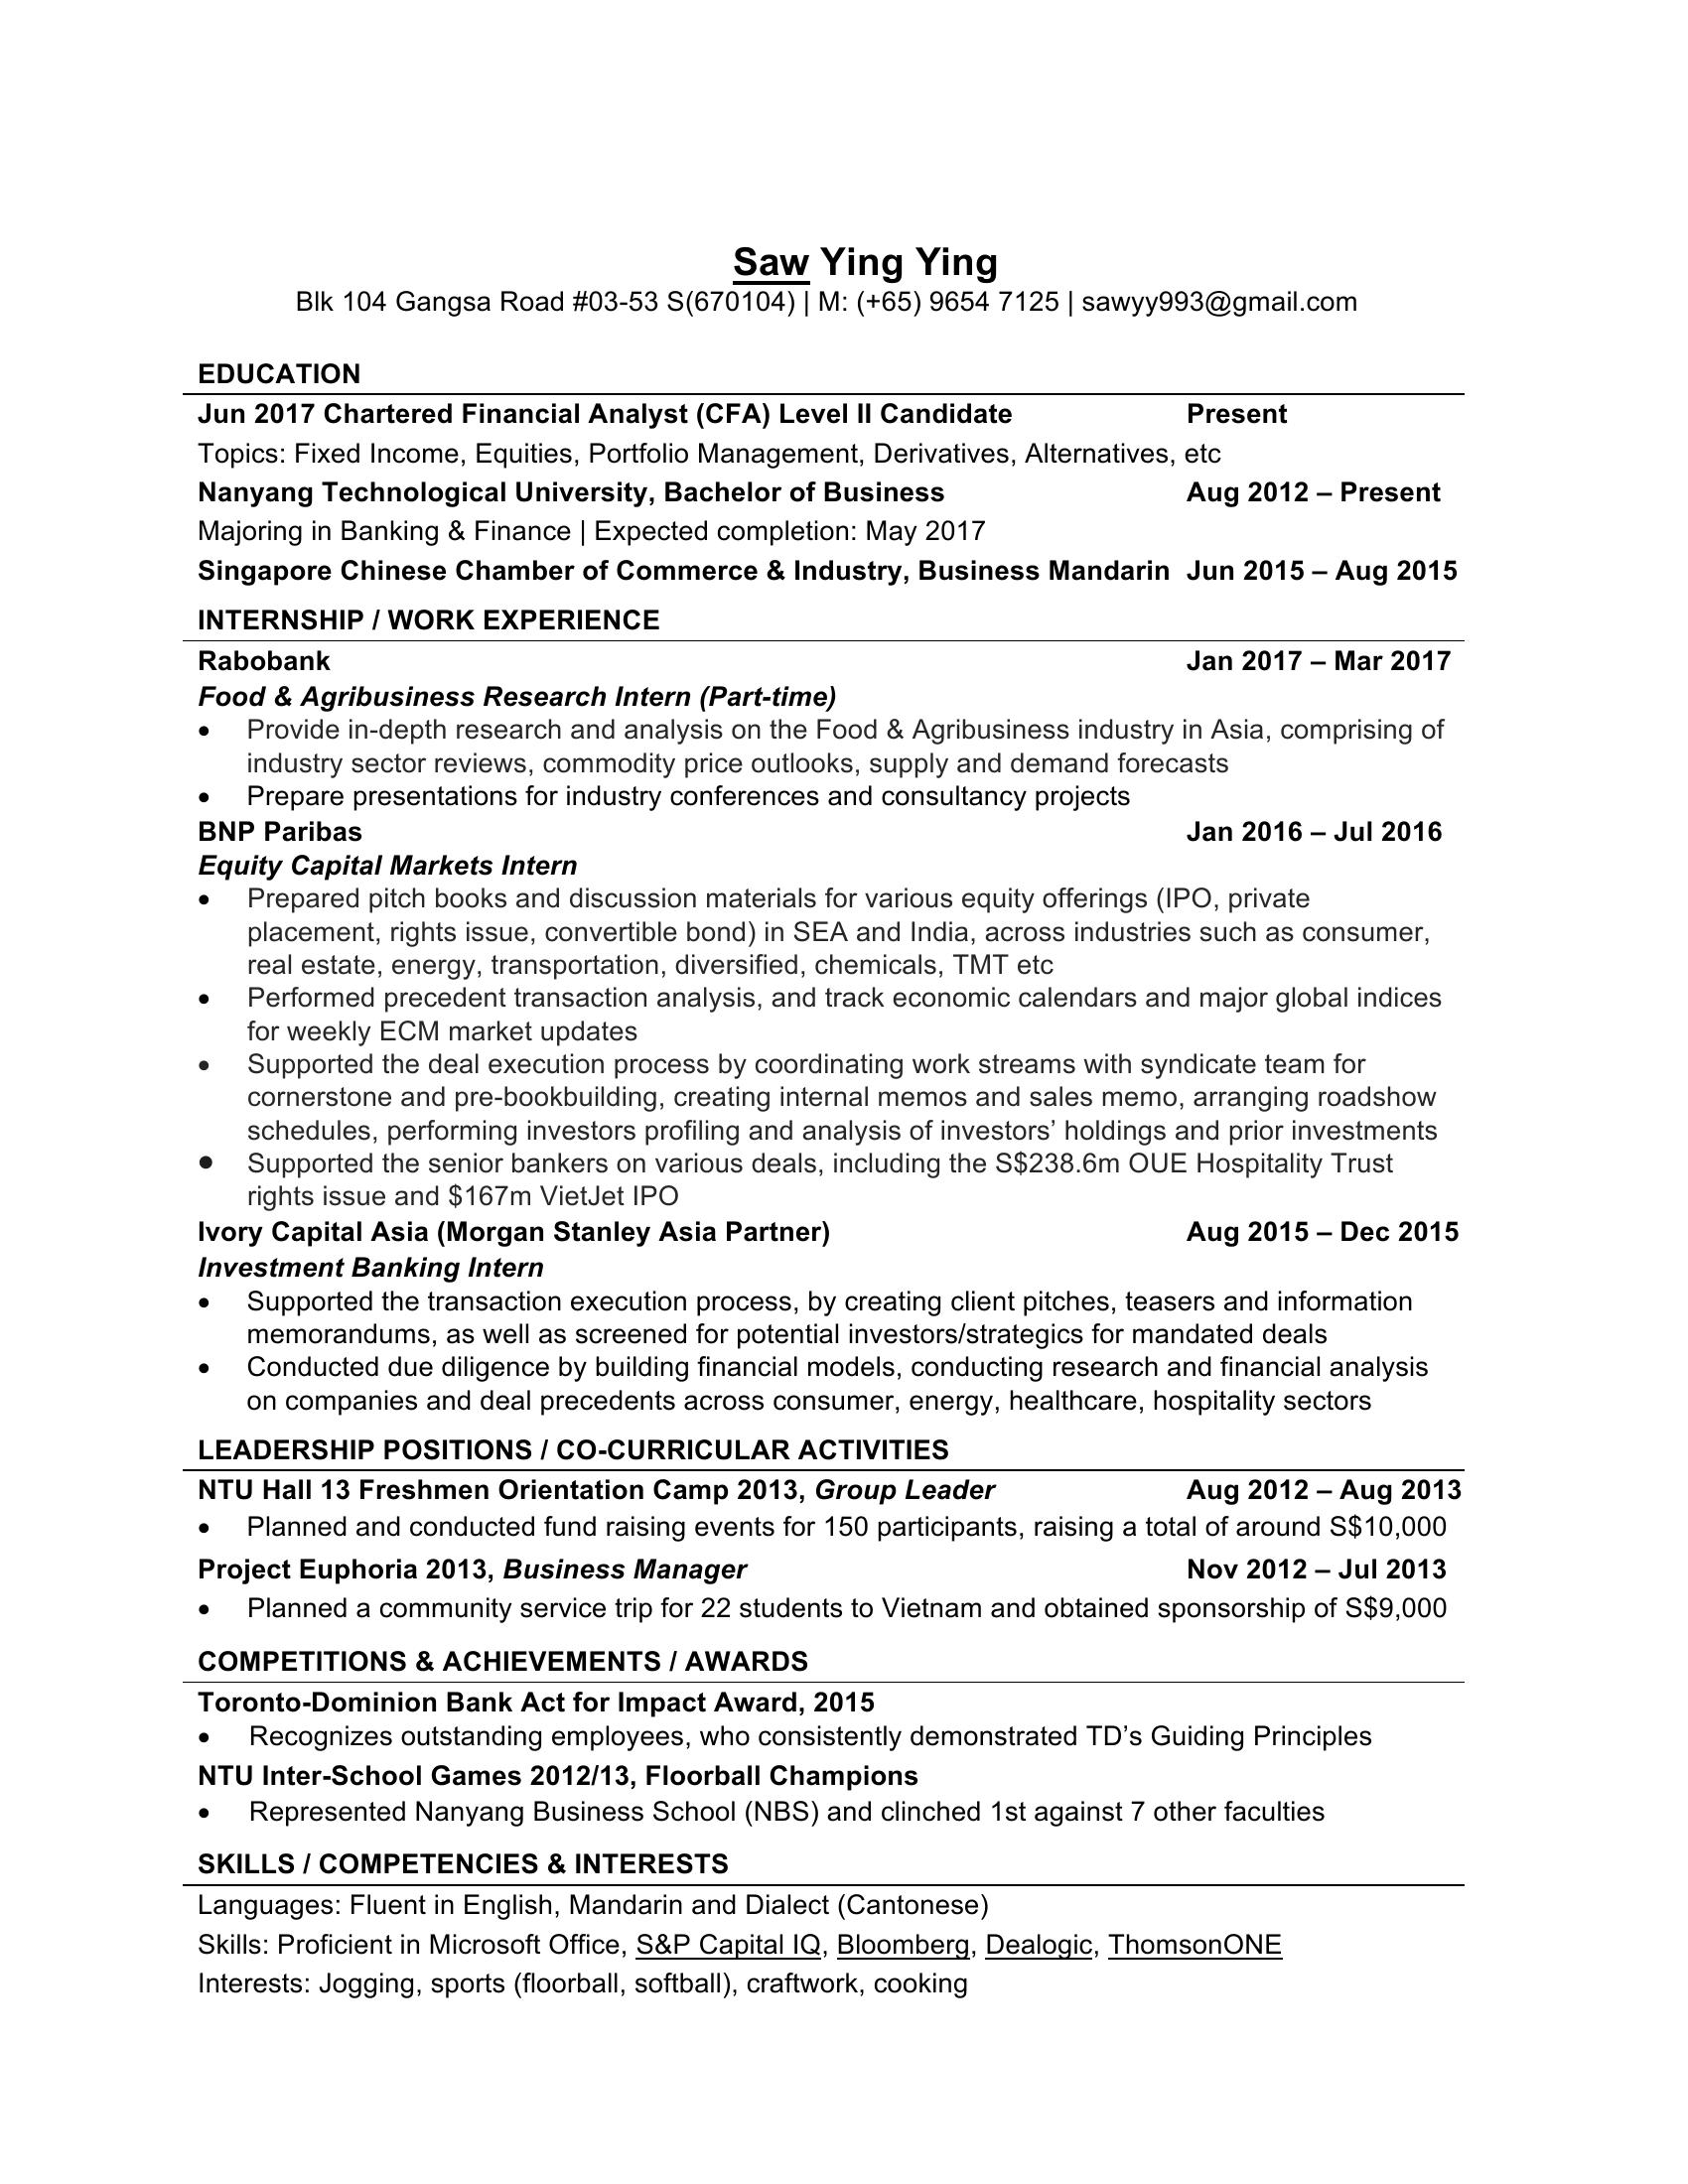 Saw Ying Ying
Blk 104 Gangsa Road #03-53 S(670104) | M: (+65) 9654 7125 | sawyy993@gmail.com
EDUCATION
Jun 2017 Chartered Financial Analyst (CFA) Level II Candidate Present
Topics: Fixed Income, Equities, Portfolio Management, Derivatives, Alternatives, etc
Nanyang Technological University, Bachelor of Business Aug 2012 – Present
Majoring in Banking & Finance | Expected completion: May 2017
Singapore Chinese Chamber of Commerce & Industry, Business Mandarin Jun 2015 – Aug 2015
INTERNSHIP / WORK EXPERIENCE
Rabobank Jan 2017 – Mar 2017
Food & Agribusiness Research Intern (Part-time)
• Provide in-depth research and analysis on the Food & Agribusiness industry in Asia, comprising of
industry sector reviews, commodity price outlooks, supply and demand forecasts
• Prepare presentations for industry conferences and consultancy projects
BNP Paribas Jan 2016 – Jul 2016
Equity Capital Markets Intern
• Prepared pitch books and discussion materials for various equity offerings (IPO, private
placement, rights issue, convertible bond) in SEA and India, across industries such as consumer,
real estate, energy, transportation, diversified, chemicals, TMT etc
• Performed precedent transaction analysis, and track economic calendars and major global indices
for weekly ECM market updates
• Supported the deal execution process by coordinating work streams with syndicate team for
cornerstone and pre-bookbuilding, creating internal memos and sales memo, arranging roadshow
schedules, performing investors profiling and analysis of investors’ holdings and prior investments
• Supported the senior bankers on various deals, including the S$238.6m OUE Hospitality Trust
rights issue and $167m VietJet IPO
Ivory Capital Asia (Morgan Stanley Asia Partner) Aug 2015 – Dec 2015
Investment Banking Intern
• Supported the transaction execution process, by creating client pitches, teasers and information
memorandums, as well as screened for potential investors/strategics for mandated deals
• Conducted due diligence by building financial models, conducting research and financial analysis
on companies and deal precedents across consumer, energy, healthcare, hospitality sectors
LEADERSHIP POSITIONS / CO-CURRICULAR ACTIVITIES
NTU Hall 13 Freshmen Orientation Camp 2013, Group Leader Aug 2012 – Aug 2013
• Planned and conducted fund raising events for 150 participants, raising a total of around S$10,000
Project Euphoria 2013, Business Manager Nov 2012 – Jul 2013
• Planned a community service trip for 22 students to Vietnam and obtained sponsorship of S$9,000
COMPETITIONS & ACHIEVEMENTS / AWARDS
Toronto-Dominion Bank Act for Impact Award, 2015
• Recognizes outstanding employees, who consistently demonstrated TD’s Guiding Principles
NTU Inter-School Games 2012/13, Floorball Champions
• Represented Nanyang Business School (NBS) and clinched 1st against 7 other faculties
SKILLS / COMPETENCIES & INTERESTS
Languages: Fluent in English, Mandarin and Dialect (Cantonese)
Skills: Proficient in Microsoft Office, S&P Capital IQ, Bloomberg, Dealogic, ThomsonONE
Interests: Jogging, sports (floorball, softball), craftwork, cooking